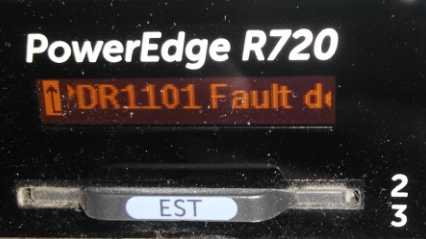 PowerEdge R720
DR1101 Fault de
EST
2
3